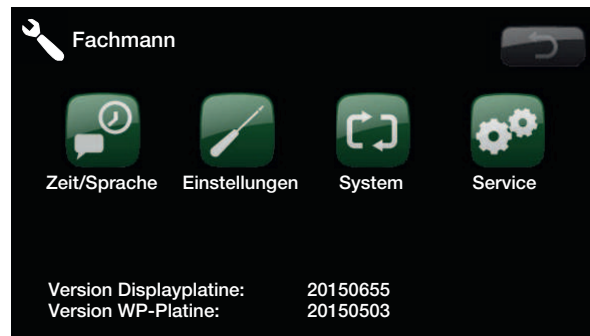 Fachmann
Zeit/Sprache Einstellungen System Service
Version Displayplatine: 20150655
Version WP-Platine: 20150503